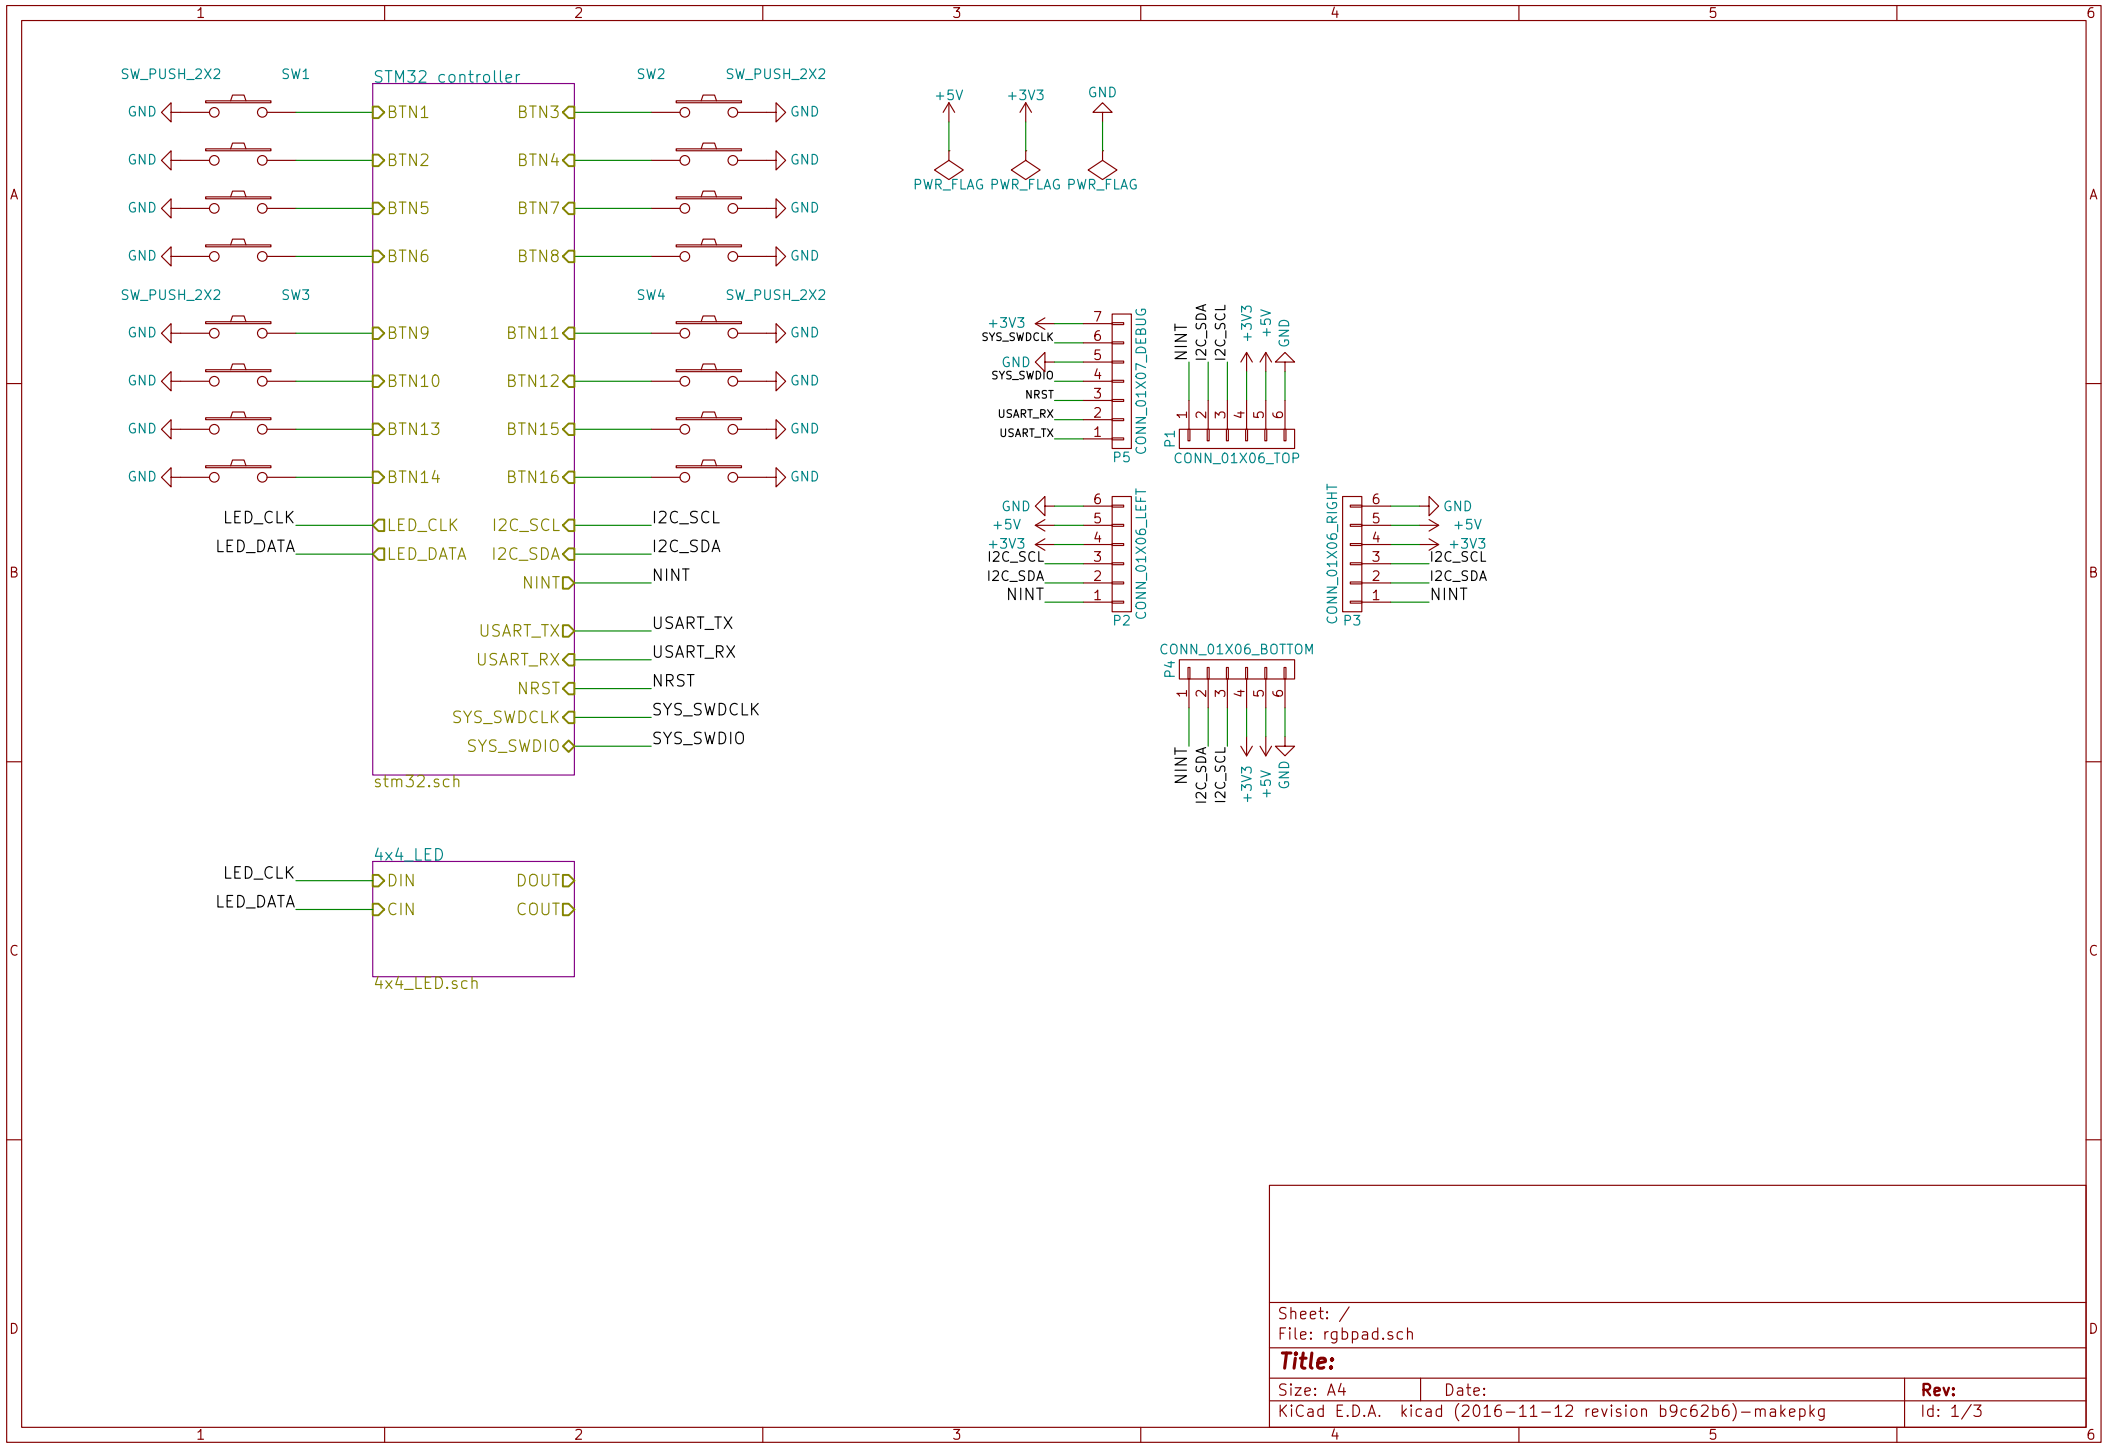 1 2 3 4 5 6
SW_PUSH_2X2 SW1 STM32 controller SW2 SW_PUSH_2X2
GND BTN1 BTN3 GND
GND BTN2 BTN4 GND
GND BTN5 BTN7 GND
GND BTN6 BTN8 GND
SW_PUSH_2X2 SW3 SW4 SW_PUSH_2X2
GND BTN9 BTN11 GND
GND BTN10 BTN12 GND
GND BTN13 BTN15 GND
GND BTN14 BTN16 GND
LED_CLK LED_CLK I2C_SCL I2C_SCL
LED_DATA LED_DATA I2C_SDA I2C_SDA
NINT NINT
USART_TX USART_TX
USART_RX USART_RX
NRST NRST
SYS_SWDCLK SYS_SWDCLK
SYS_SWDIO SYS_SWDIO
stm32.sch
4x4_LED
LED_CLK DIN DOUT
LED_DATA CIN COUT
4x4_LED.sch
+5V +3V3 GND
PWR_FLAG PWR_FLAG PWR_FLAG
+3V3 7
SYS_SWDCLK 6
GND 5
SYS_SWDIO 4
NRST 3
USART_RX 2
USART_TX 1
CONN_01X07_DEBUG
P5
NINT I2C_SDA I2C_SCL +3V3 +5V GND
1 2 3 4 5 6
P1
CONN_01X06_TOP
GND 6
+5V 5
+3V3 4
I2C_SCL 3
I2C_SDA 2
NINT 1
CONN_01X06_LEFT
P2
CONN_01X06_RIGHT
6 GND
5 +5V
4 +3V3
3 I2C_SCL
2 I2C_SDA
1 NINT
P3
CONN_01X06_BOTTOM
P4
1 2 3 4 5 6
NINT I2C_SDA I2C_SCL +3V3 +5V GND
A A
B B
C C
D D
Sheet: /
File: rgbpad.sch
Title:
Size: A4 Date: Rev:
KiCad E.D.A. kicad (2016-11-12 revision b9c62b6)-makepkg Id: 1/3
1 2 3 4 5 6